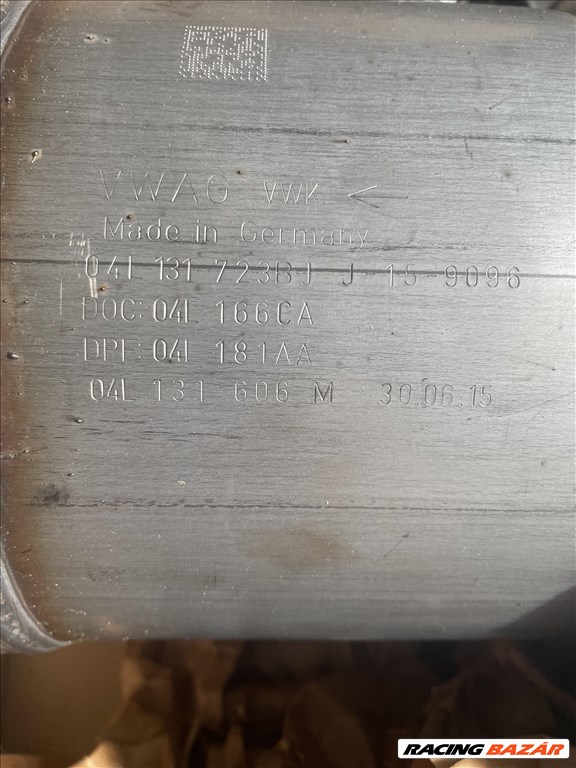 VWAG VWK <
Made in Germany
04L 131 723BJ J 15 9096
DOC: 04L 166CA
DPF: 04L 181AA
04L 131 606 M 30.06.15
RACING BAZÁR